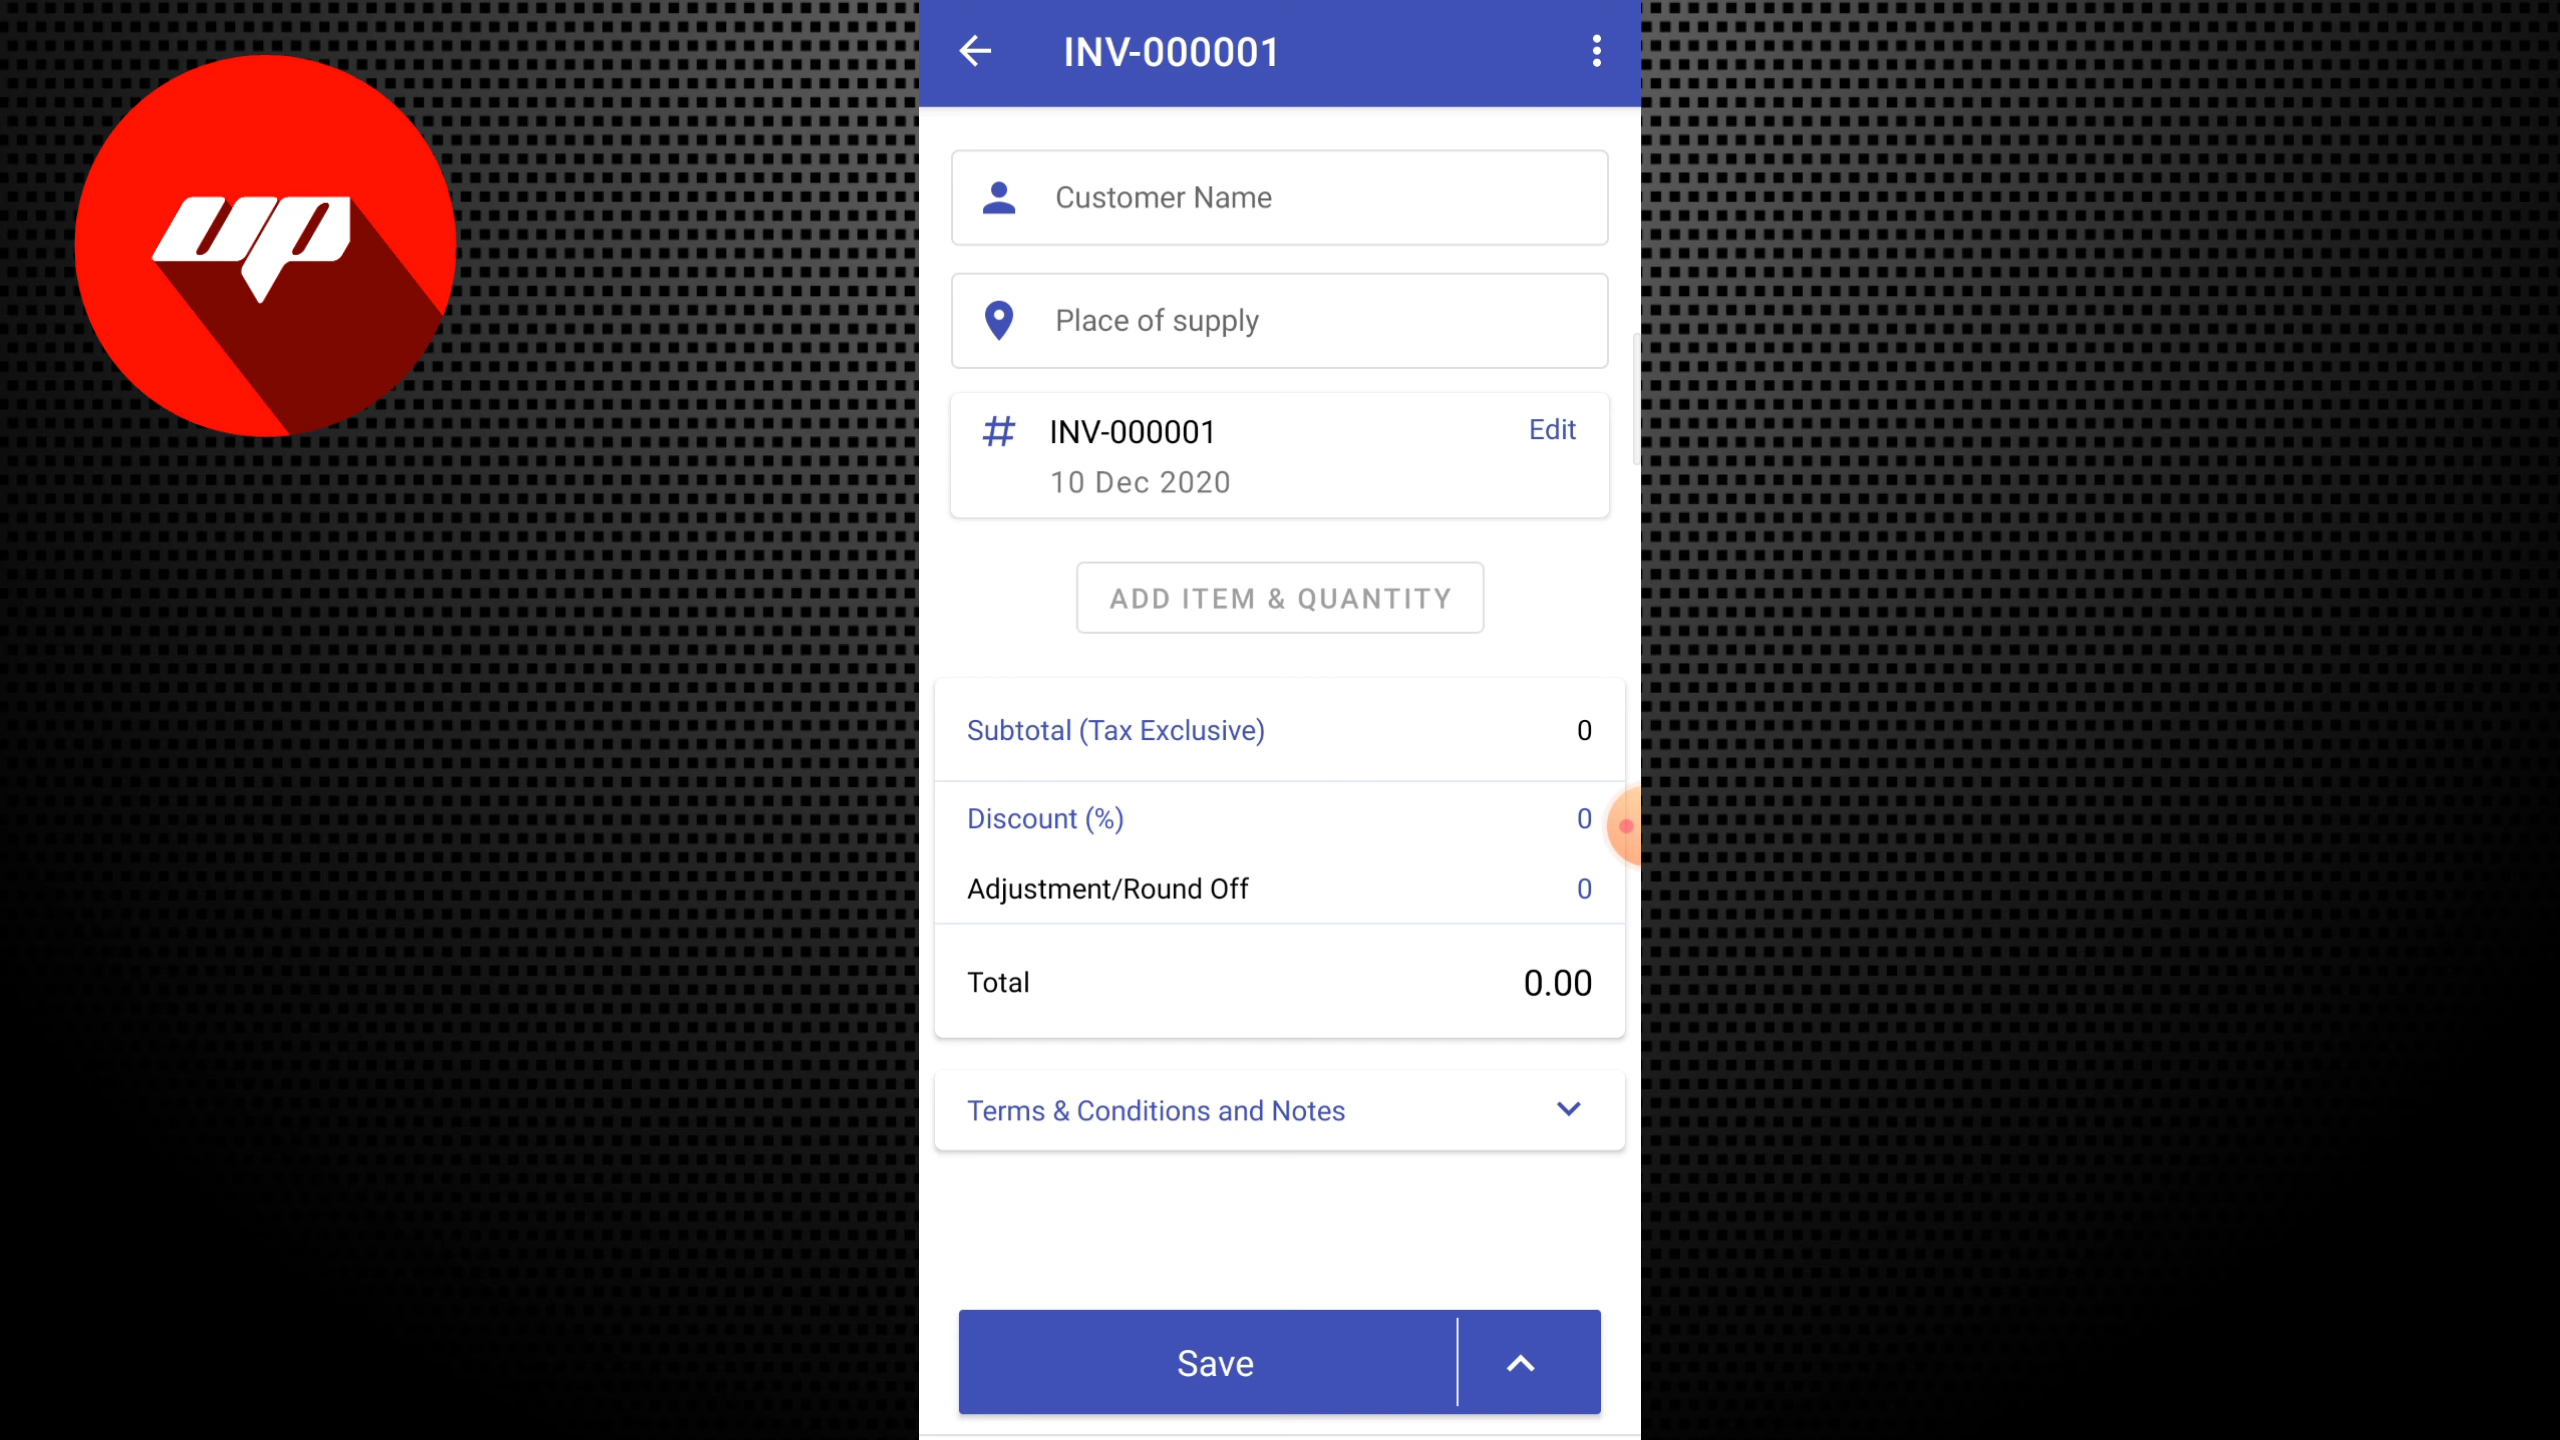 up
INV-000001
Customer Name
Place of supply
# INV-000001 Edit
10 Dec 2020
ADD ITEM & QUANTITY
Subtotal (Tax Exclusive) 0
Discount (%) 0
Adjustment/Round Off 0
Total 0.00
Terms & Conditions and Notes
Save